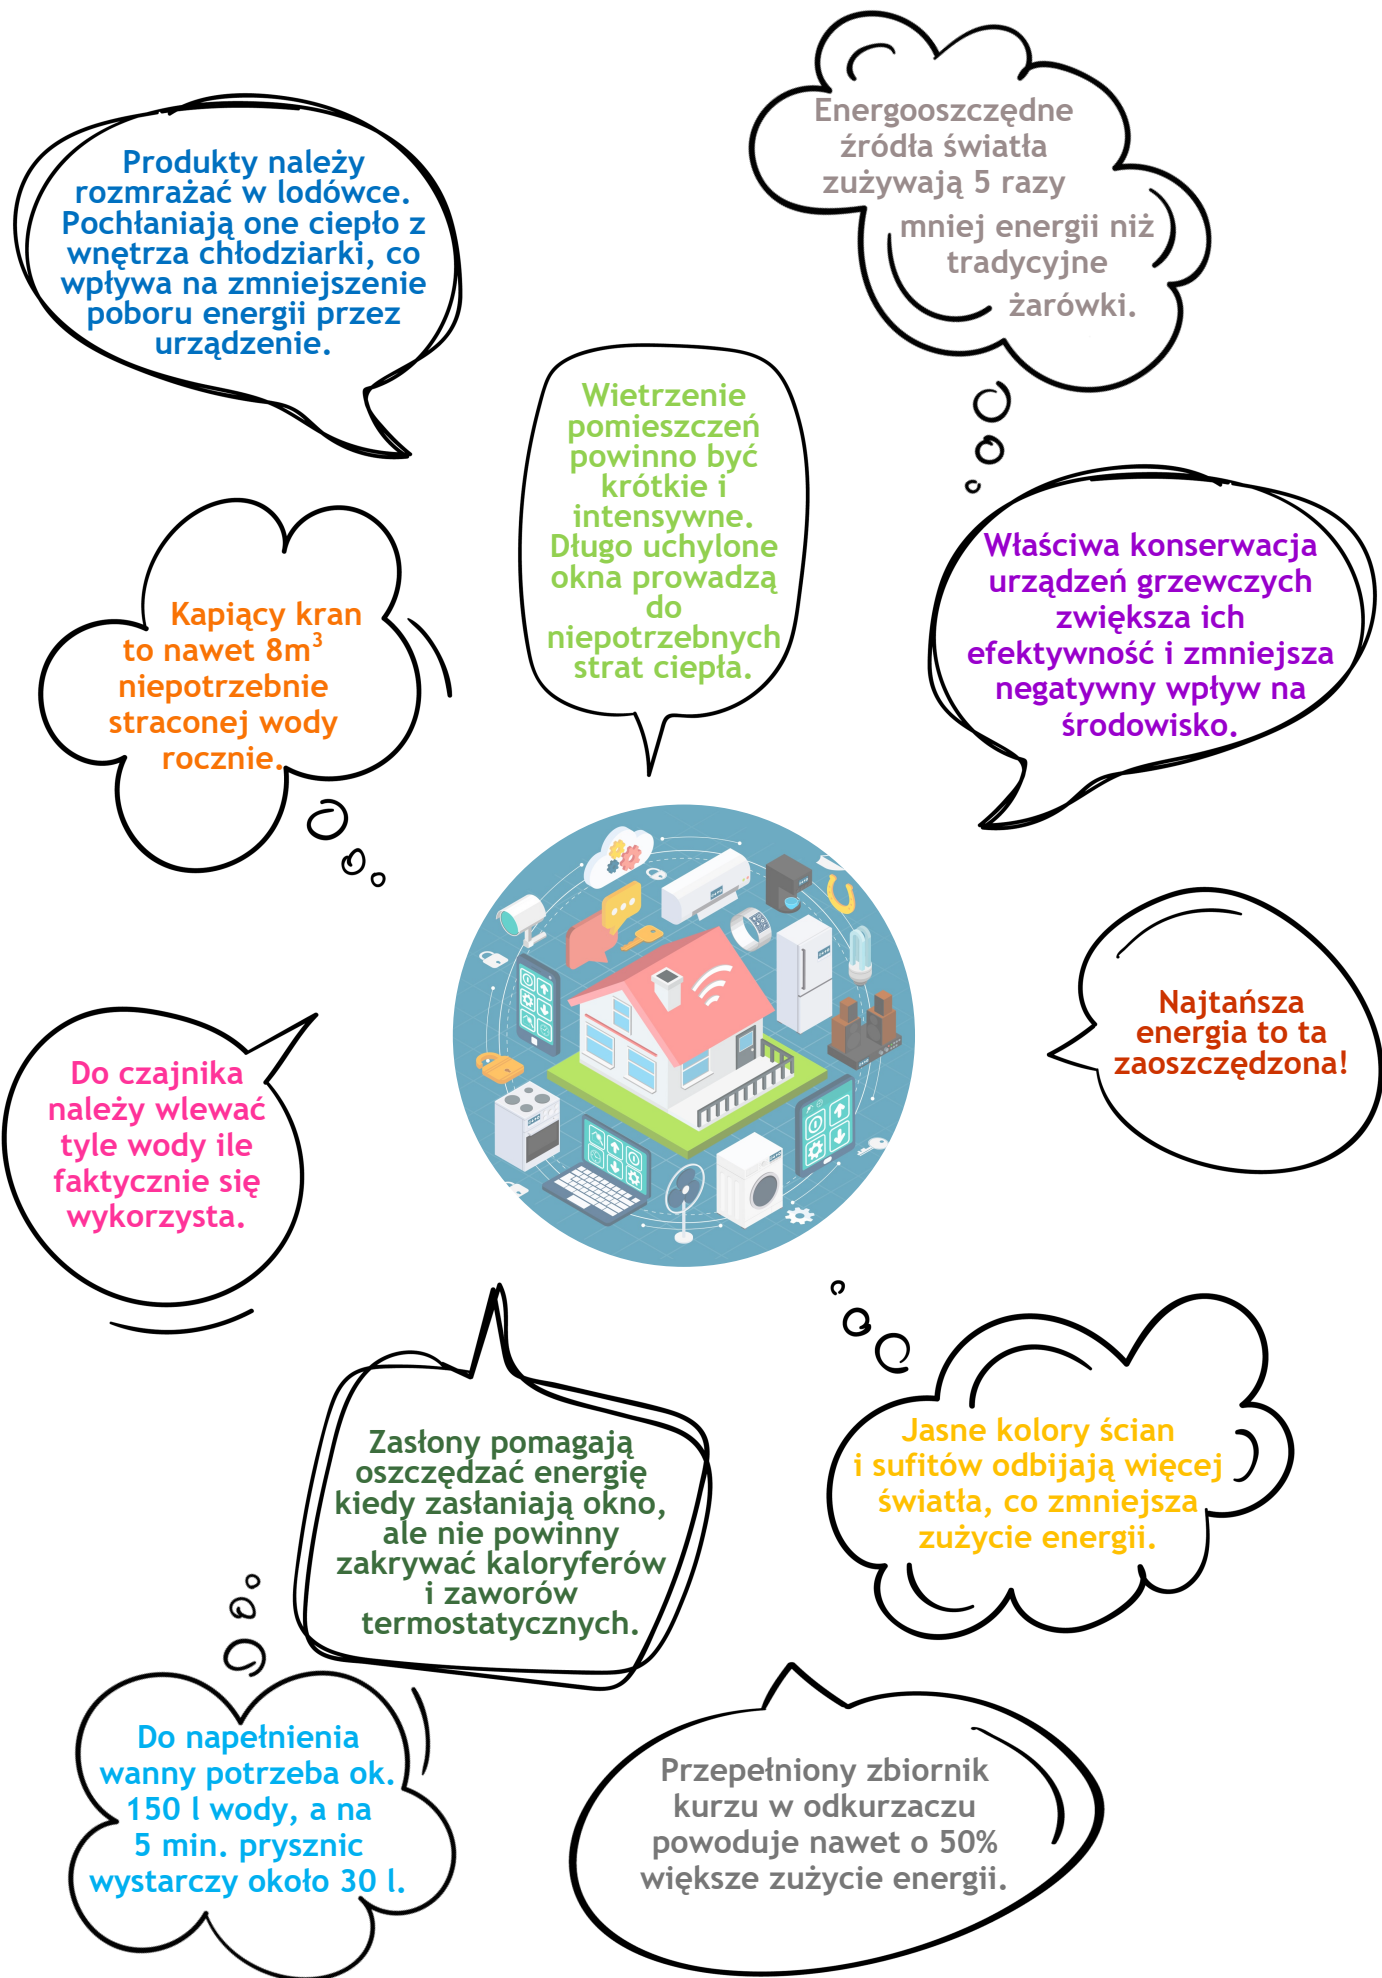 Produkty należy
rozmrażać w lodówce.
Pochłaniają one ciepło z
wnętrza chłodziarki, co
wpływa na zmniejszenie
poboru energii przez
urządzenie.
Energooszczędne
źródła światła
zużywają 5 razy
mniej energii niż
tradycyjne
żarówki.
Wietrzenie
pomieszczeń
powinno być
krótkie i
intensywne.
Długo uchylone
okna prowadzą
do
niepotrzebnych
strat ciepła.
Kapiący kran
to nawet 8m³
niepotrzebnie
straconej wody
rocznie.
Właściwa konserwacja
urządzeń grzewczych
zwiększa ich
efektywność i zmniejsza
negatywny wpływ na
środowisko.
Najtańsza
energia to ta
zaoszczędzona!
Do czajnika
należy wlewać
tyle wody ile
faktycznie się
wykorzysta.
Zasłony pomagają
oszczędzać energię
kiedy zasłaniają okno,
ale nie powinny
zakrywać kaloryferów
i zaworów
termostatycznych.
Jasne kolory ścian
i sufitów odbijają więcej
światła, co zmniejsza
zużycie energii.
Do napełnienia
wanny potrzeba ok.
150 l wody, a na
5 min. prysznic
wystarczy około 30 l.
Przepełniony zbiornik
kurzu w odkurzaczu
powoduje nawet o 50%
większe zużycie energii.